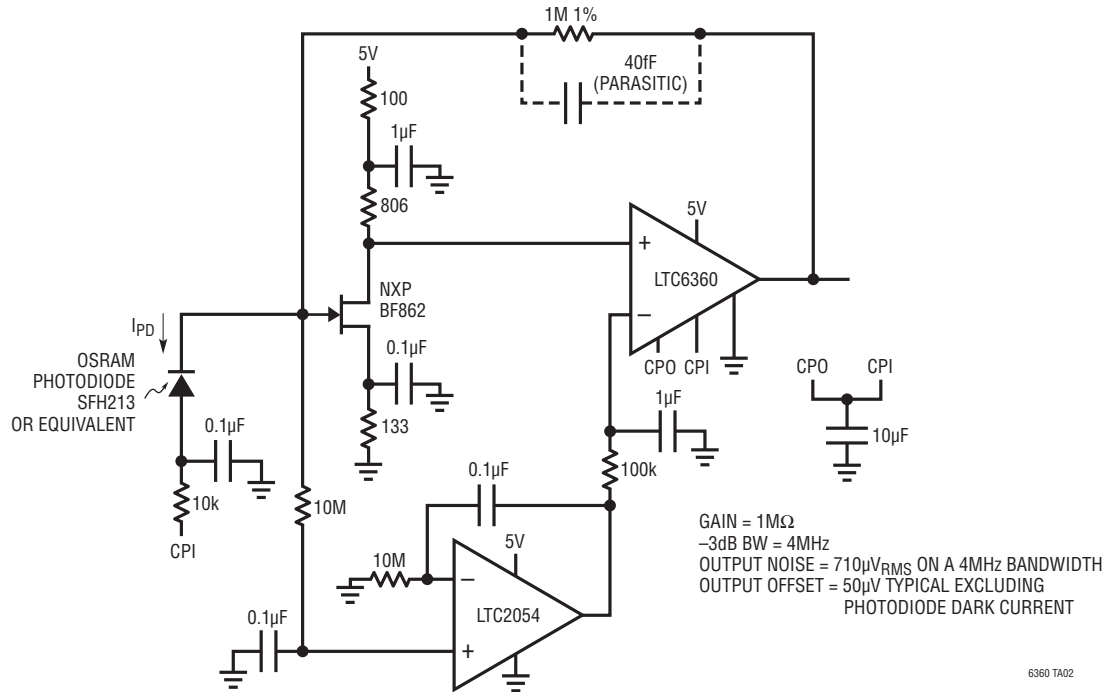 1M 1%
40fF
(PARASITIC)
5V
100
1µF
806
5V
+
LTC6360
–
CPO CPI
NXP
BF862
IPD
OSRAM
PHOTODIODE
SFH213
OR EQUIVALENT
0.1µF
133
0.1µF
10k
CPI
10M
1µF
100k
CPO
CPI
10µF
0.1µF
10M
5V
–
LTC2054
+
0.1µF
GAIN = 1MΩ
–3dB BW = 4MHz
OUTPUT NOISE = 710µVRMS ON A 4MHz BANDWIDTH
OUTPUT OFFSET = 50µV TYPICAL EXCLUDING
PHOTODIODE DARK CURRENT
6360 TA02